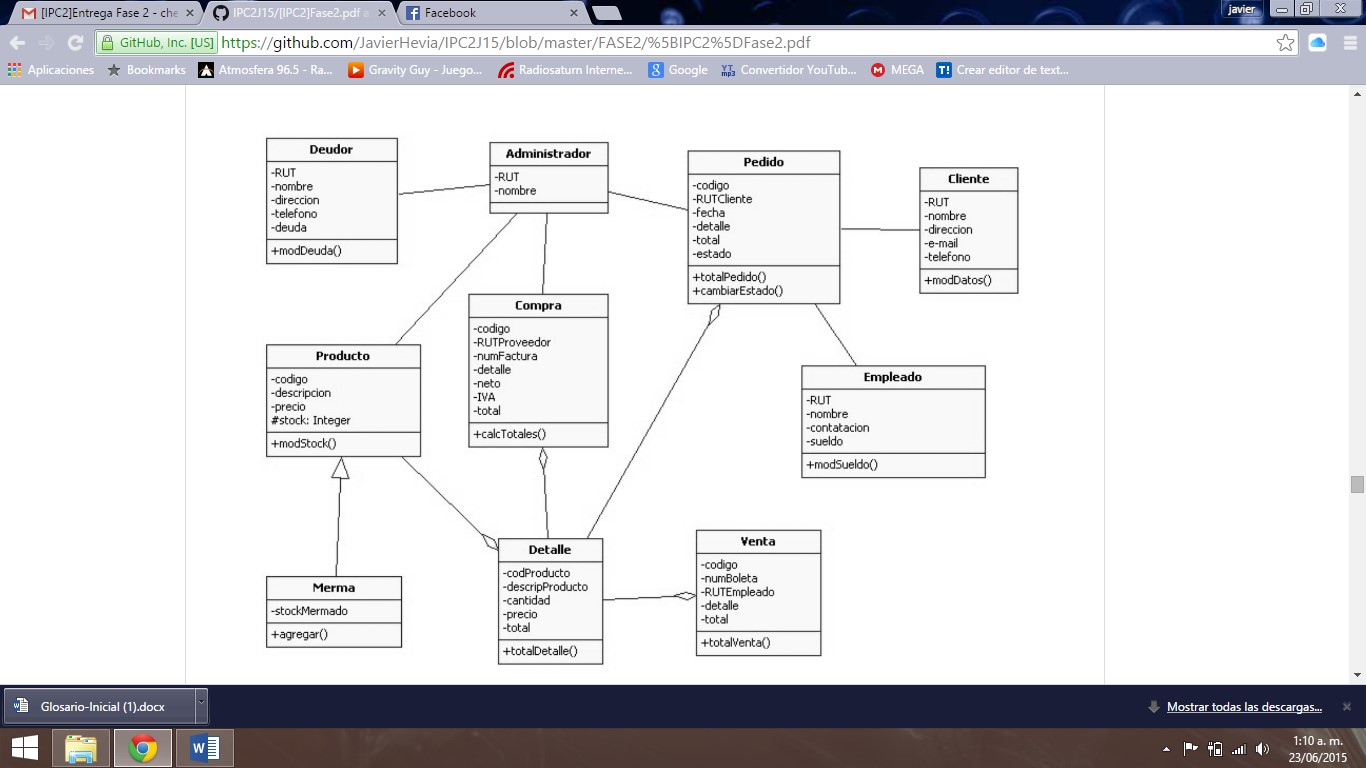 [IPC2]Entrega Fase 2 - che
IPC2J15/[IPC2]Fase2.pdf a
Facebook
javier
GitHub, Inc. [US]
https://github.com/JavierHevia/IPC2J15/blob/master/FASE2/%5BIPC2%5DFase2.pdf
Aplicaciones
Bookmarks
Atmosfera 96.5 - Ra...
Gravity Guy - Juego...
Radiosaturn Interne...
Google
YT mp3
Convertidor YouTub...
MEGA
T!
Crear editor de text...
Deudor
-RUT
-nombre
-direccion
-telefono
-deuda
+modDeuda()
Administrador
-RUT
-nombre
Pedido
-codigo
-RUTCliente
-fecha
-detalle
-total
-estado
+totalPedido()
+cambiarEstado()
Cliente
-RUT
-nombre
-direccion
-e-mail
-telefono
+modDatos()
Producto
-codigo
-descripcion
-precio
#stock: Integer
+modStock()
Compra
-codigo
-RUTProveedor
-numFactura
-detalle
-neto
-IVA
-total
+calcTotales()
Empleado
-RUT
-nombre
-contatacion
-sueldo
+modSueldo()
Merma
-stockMermado
+agregar()
Detalle
-codProducto
-descripProducto
-cantidad
-precio
-total
+totalDetalle()
Venta
-codigo
-numBoleta
-RUTEmpleado
-detalle
-total
+totalVenta()
Glosario-Inicial (1).docx
Mostrar todas las descargas...
1:10 a. m.
23/06/2015